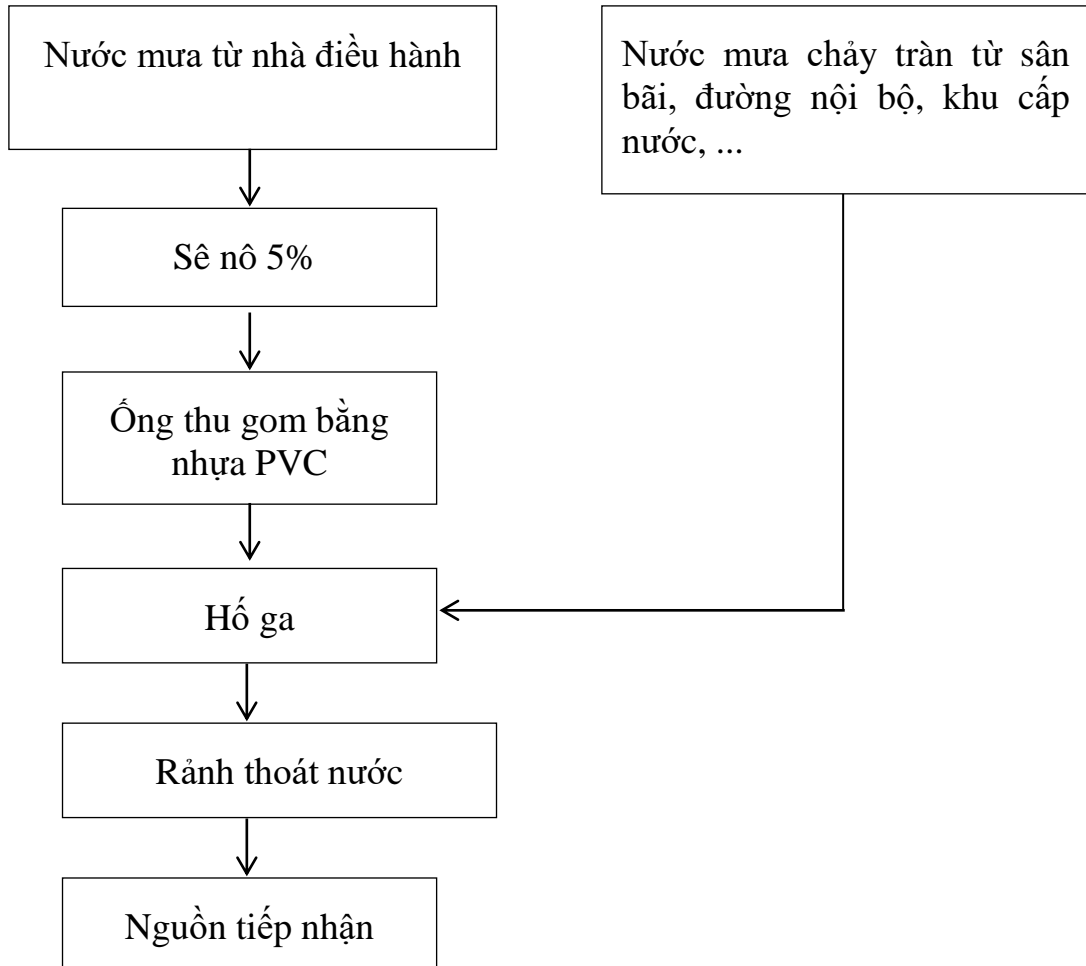 Nước mưa từ nhà điều hành
Nước mưa chảy tràn từ sân
bãi, đường nội bộ, khu cấp
nước, ...
Sê nô 5%
Ống thu gom bằng
nhựa PVC
Hố ga
Rảnh thoát nước
Nguồn tiếp nhận